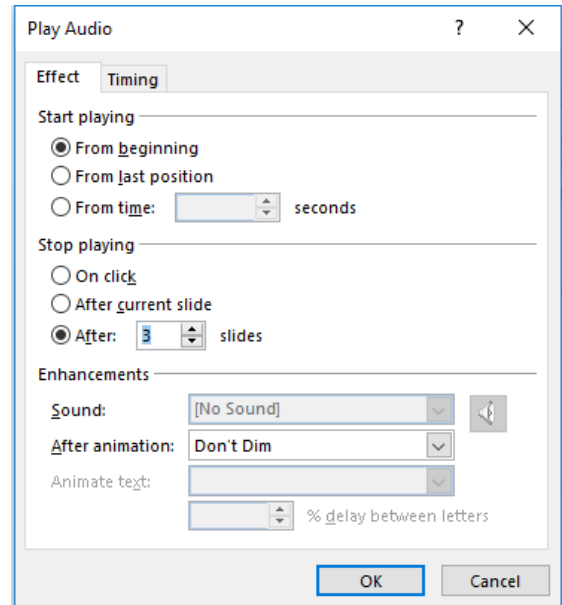 Play Audio ?
Effect Timing
Start playing
From beginning
From last position
From time: seconds
Stop playing
On click
After current slide
After: 3 slides
Enhancements
Sound: [No Sound]
After animation: Don't Dim
Animate text:
% delay between letters
OK Cancel